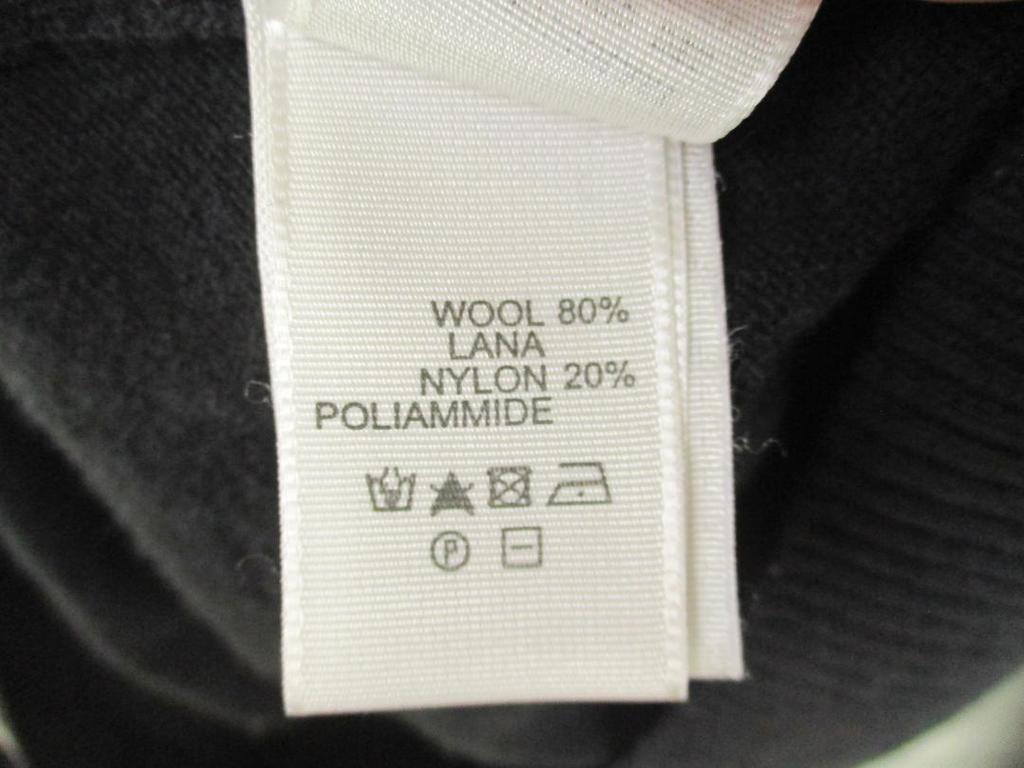 WOOL 80%
LANA
NYLON 20%
POLIAMMIDE
P